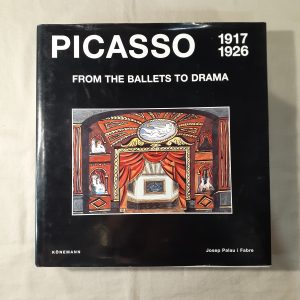 PICASSO 1917
1926
FROM THE BALLETS TO DRAMA
KÖNEMANN
Josep Palau i Fabre